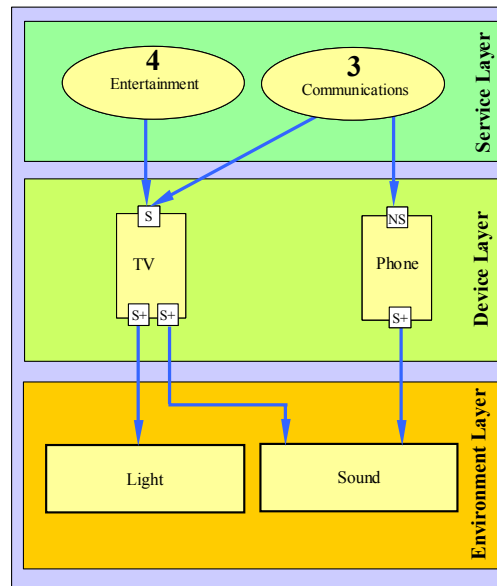 4
Entertainment
3
Communications
Service Layer
S
NS
TV
Phone
S+
S+
S+
Device Layer
Light
Sound
Environment Layer